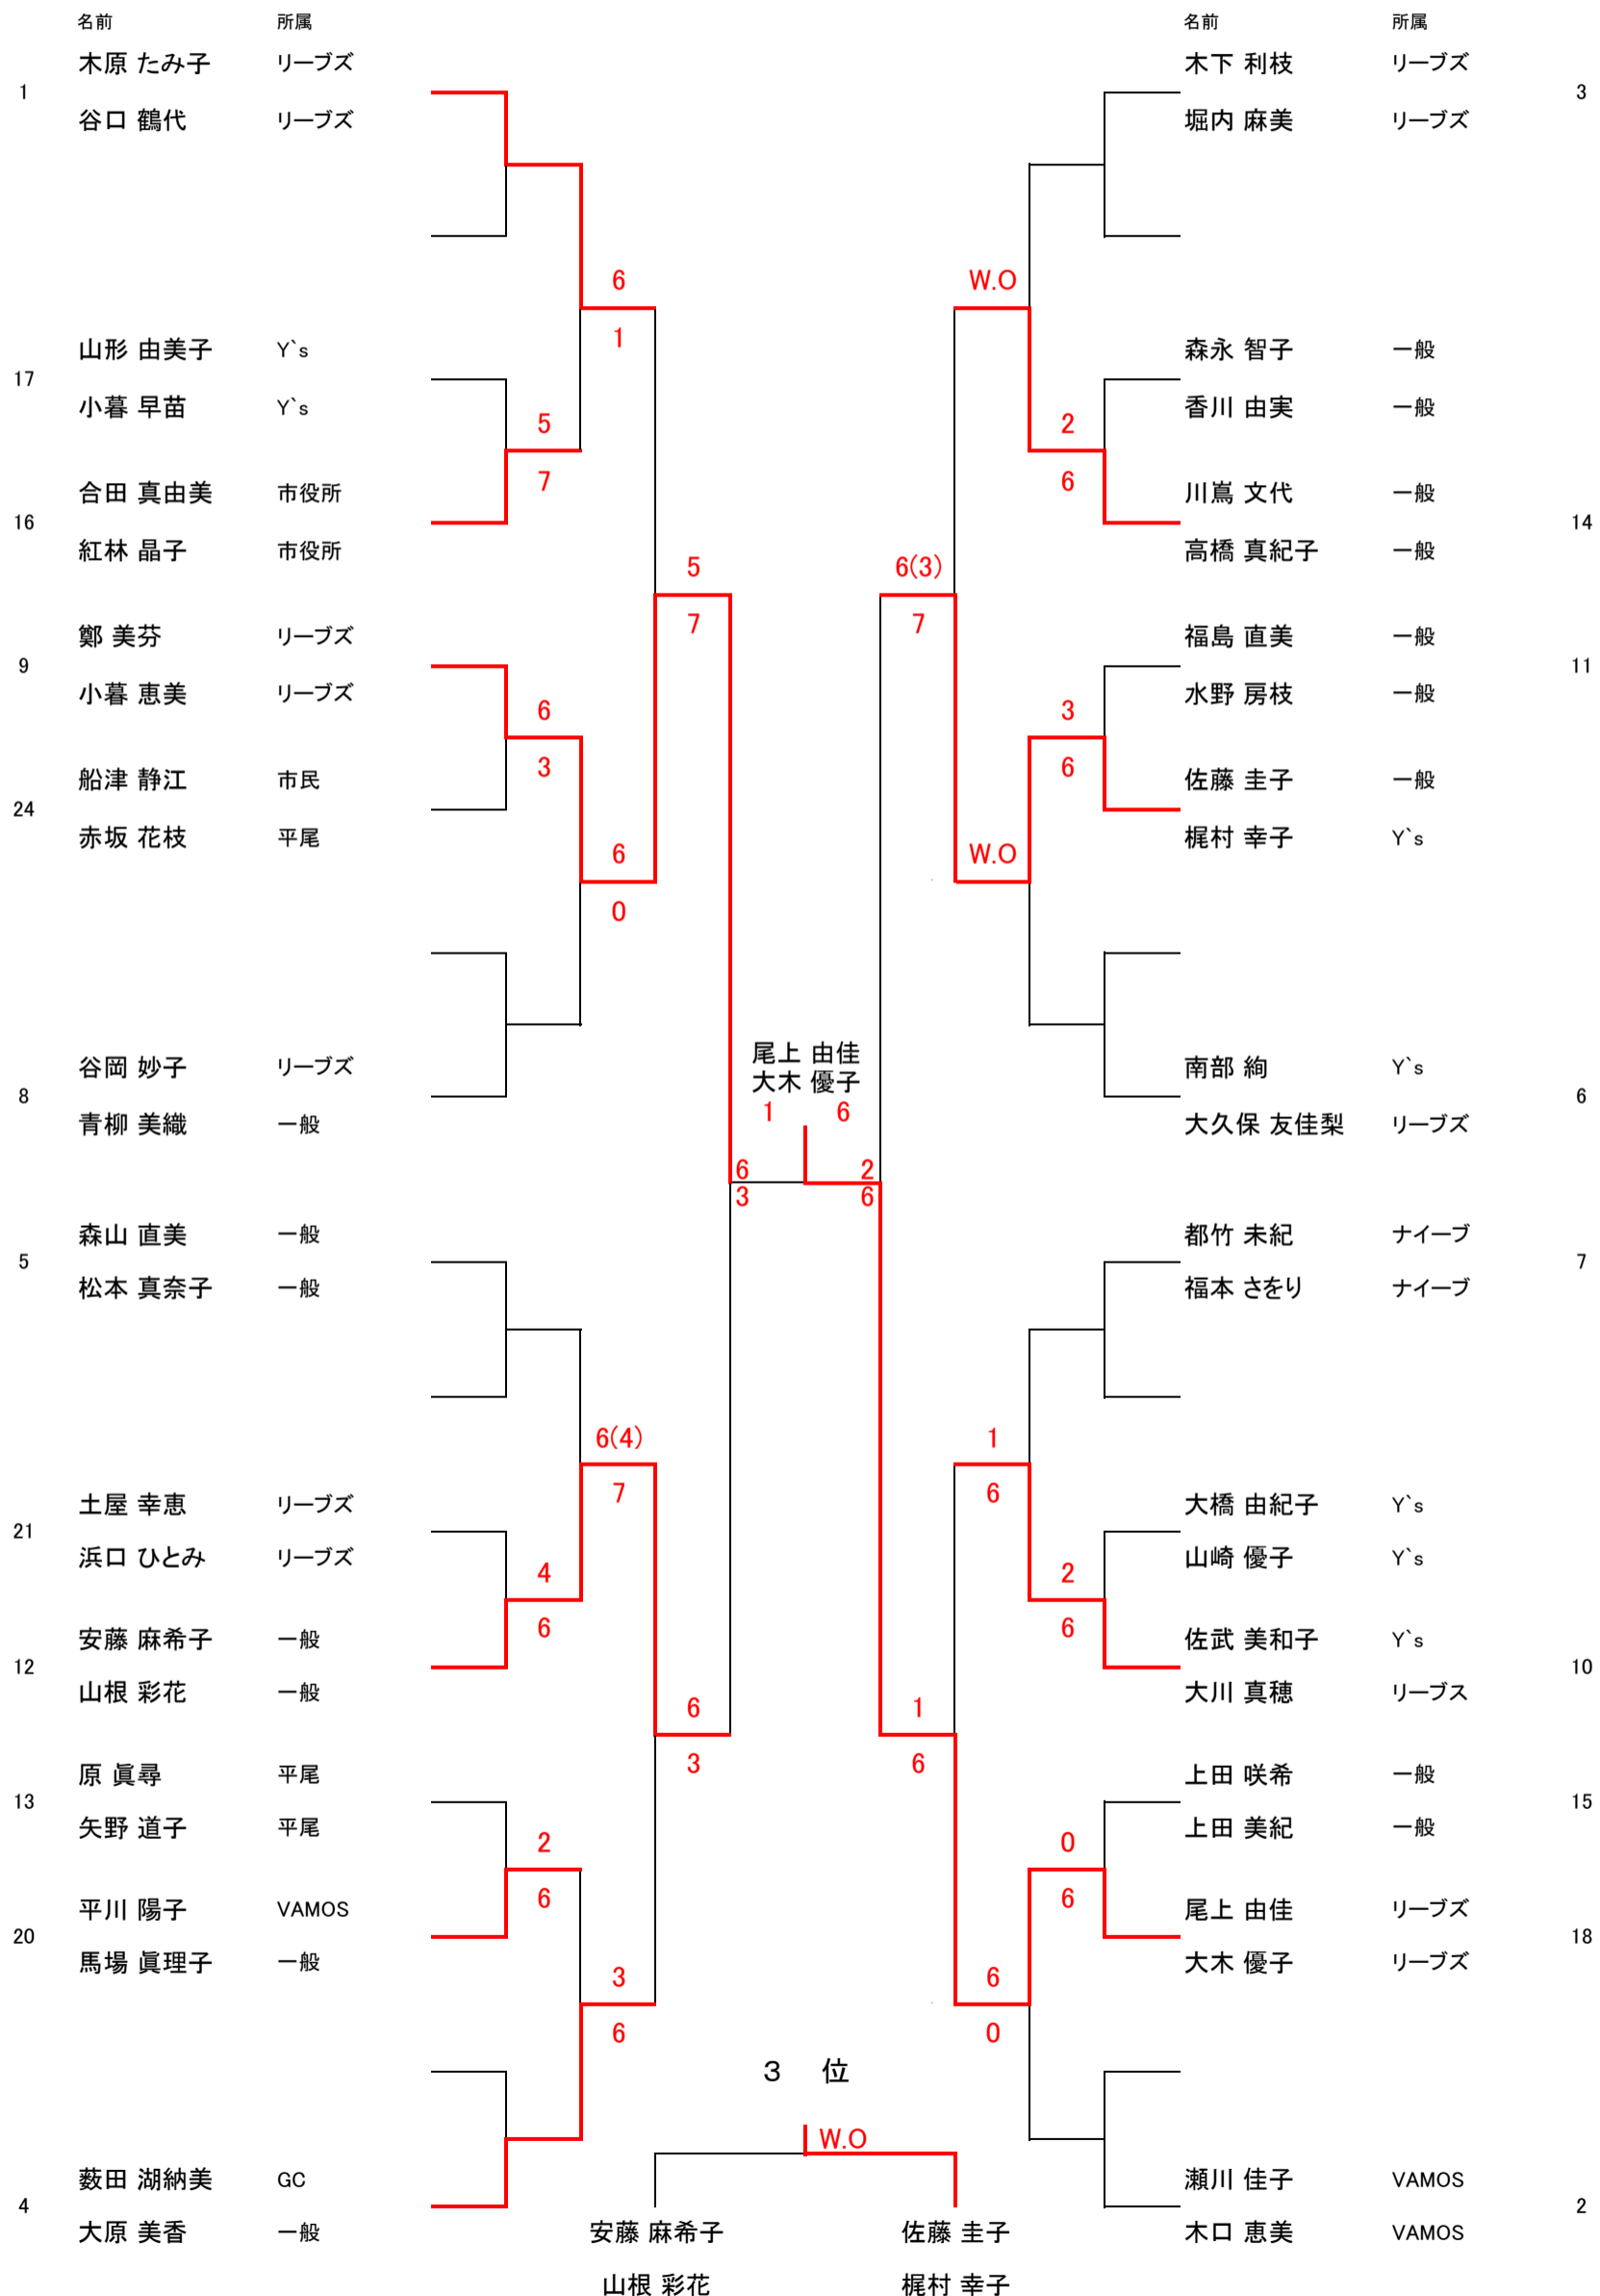 名前 所属 名前 所属
木原 たみ子 リーブズ 木下 利枝 リーブズ
1 3
谷口 鶴代 リーブズ 堀内 麻美 リーブズ
6 W.O
1
山形 由美子 Y`s 森永 智子 一般
17
小暮 早苗 Y`s 香川 由実 一般
5 2
7 6
合田 真由美 市役所 川嶌 文代 一般
16 14
紅林 晶子 市役所 高橋 真紀子 一般
5 6(3)
7 7
鄭 美芬 リーブズ 福島 直美 一般
9 11
小暮 恵美 リーブズ 水野 房枝 一般
6 3
3 6
船津 静江 市民 佐藤 圭子 一般
24
赤坂 花枝 平尾 梶村 幸子 Y`s
6 W.O
0
尾上 由佳
谷岡 妙子 リーブズ 南部 絢 Y`s
大木 優子
8 6
1 6
青柳 美織 一般 大久保 友佳梨 リーブズ
6 2
3 6
森山 直美 一般 都竹 未紀 ナイーブ
5 7
松本 真奈子 一般 福本 さをり ナイーブ
6(4) 1
7 6
土屋 幸恵 リーブズ 大橋 由紀子 Y`s
21
浜口 ひとみ リーブズ 山崎 優子 Y`s
4 2
6 6
安藤 麻希子 一般 佐武 美和子 Y`s
12 10
山根 彩花 一般 大川 真穂 リーブス
6 1
3 6
原 眞尋 平尾 上田 咲希 一般
13 15
矢野 道子 平尾 上田 美紀 一般
2 0
6 6
平川 陽子 VAMOS 尾上 由佳 リーブズ
20 18
馬場 眞理子 一般 大木 優子 リーブズ
3 6
6 0
3 位
W.O
薮田 湖納美 GC 瀬川 佳子 VAMOS
4 2
大原 美香 一般 安藤 麻希子 佐藤 圭子 木口 恵美 VAMOS
山根 彩花 梶村 幸子